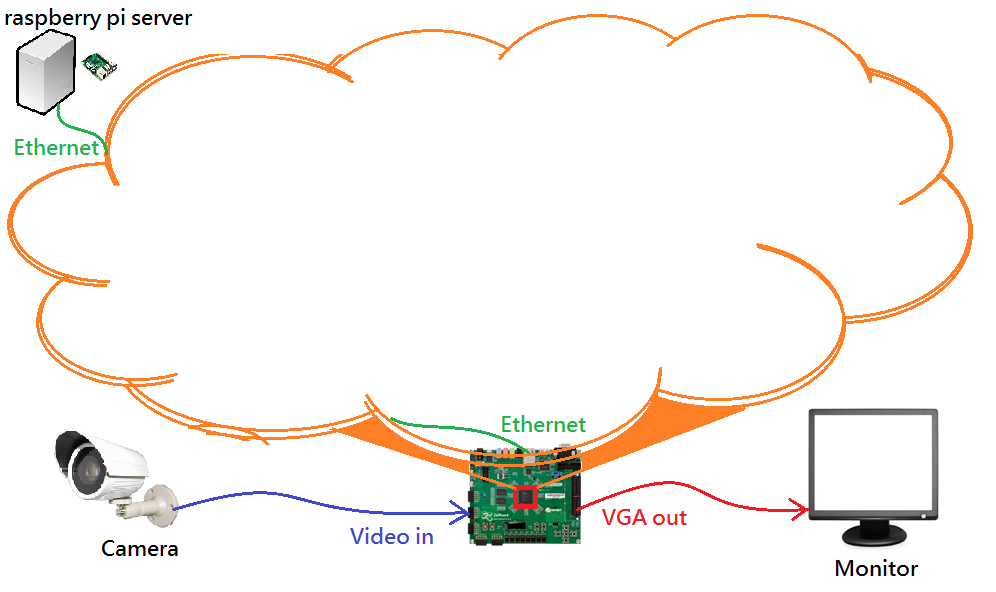 raspberry pi server
Ethernet
Ethernet
Video in
VGA out
Camera
Monitor